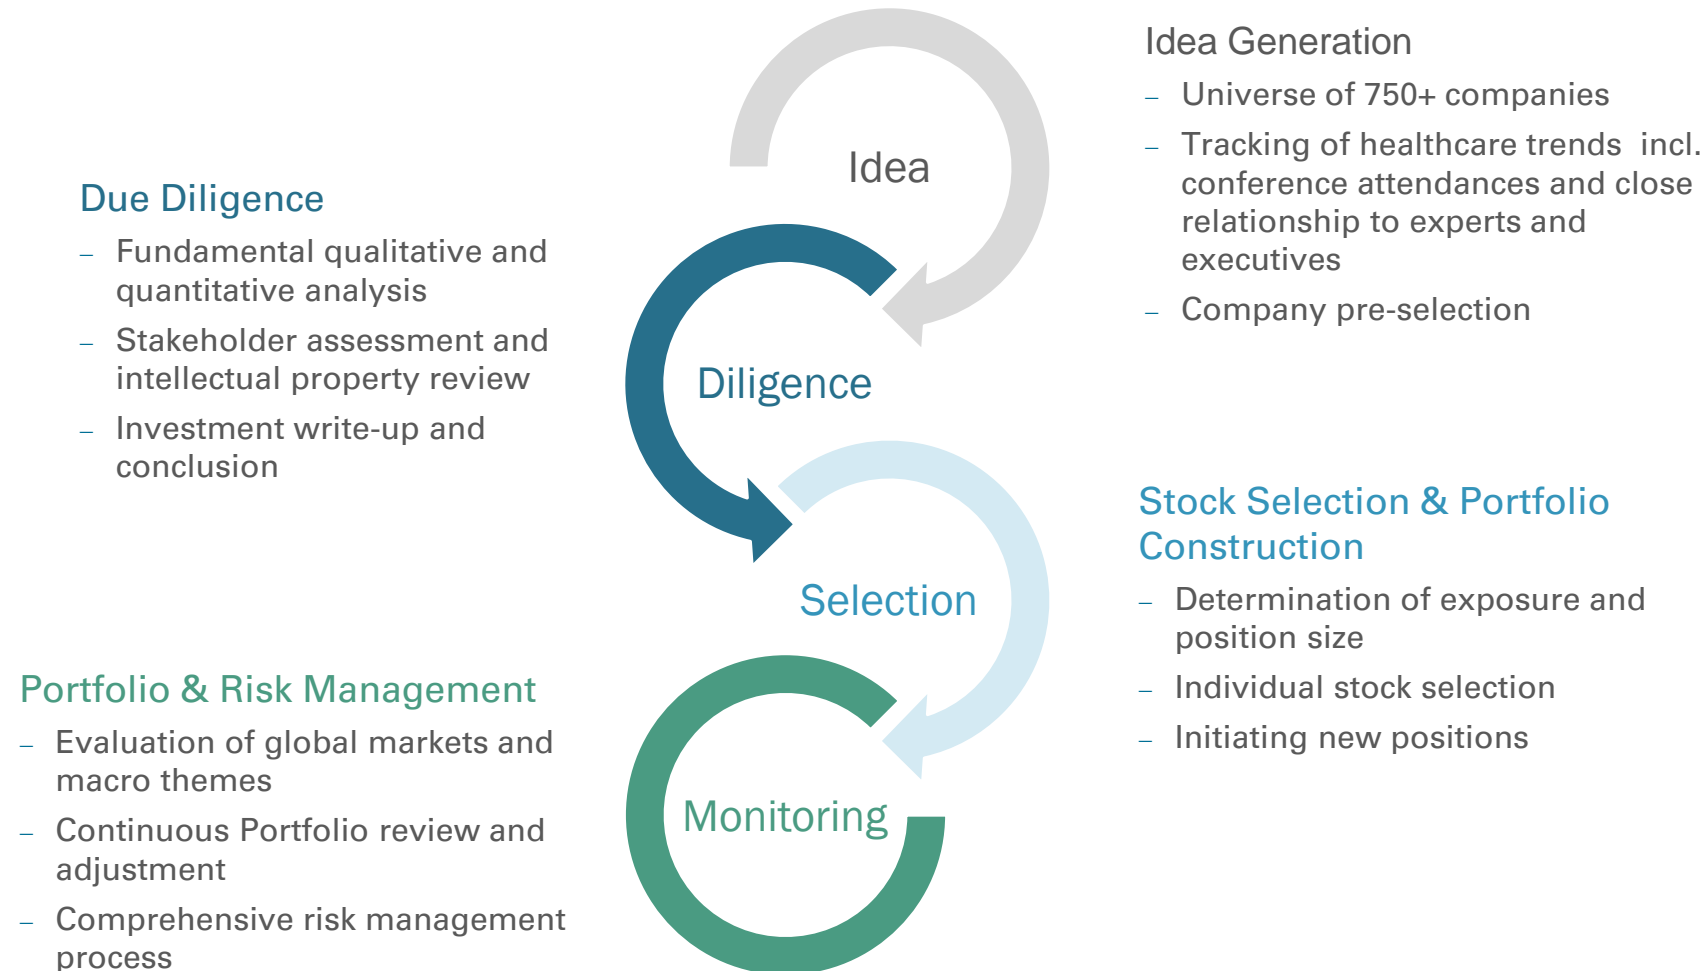 Idea Generation
– Universe of 750+ companies
– Tracking of healthcare trends incl.
conference attendances and close
relationship to experts and
executives
– Company pre-selection
Idea
Due Diligence
– Fundamental qualitative and
quantitative analysis
– Stakeholder assessment and
intellectual property review
– Investment write-up and
conclusion
Diligence
Stock Selection & Portfolio
Construction
– Determination of exposure and
position size
– Individual stock selection
– Initiating new positions
Selection
Portfolio & Risk Management
– Evaluation of global markets and
macro themes
– Continuous Portfolio review and
adjustment
– Comprehensive risk management
process
Monitoring